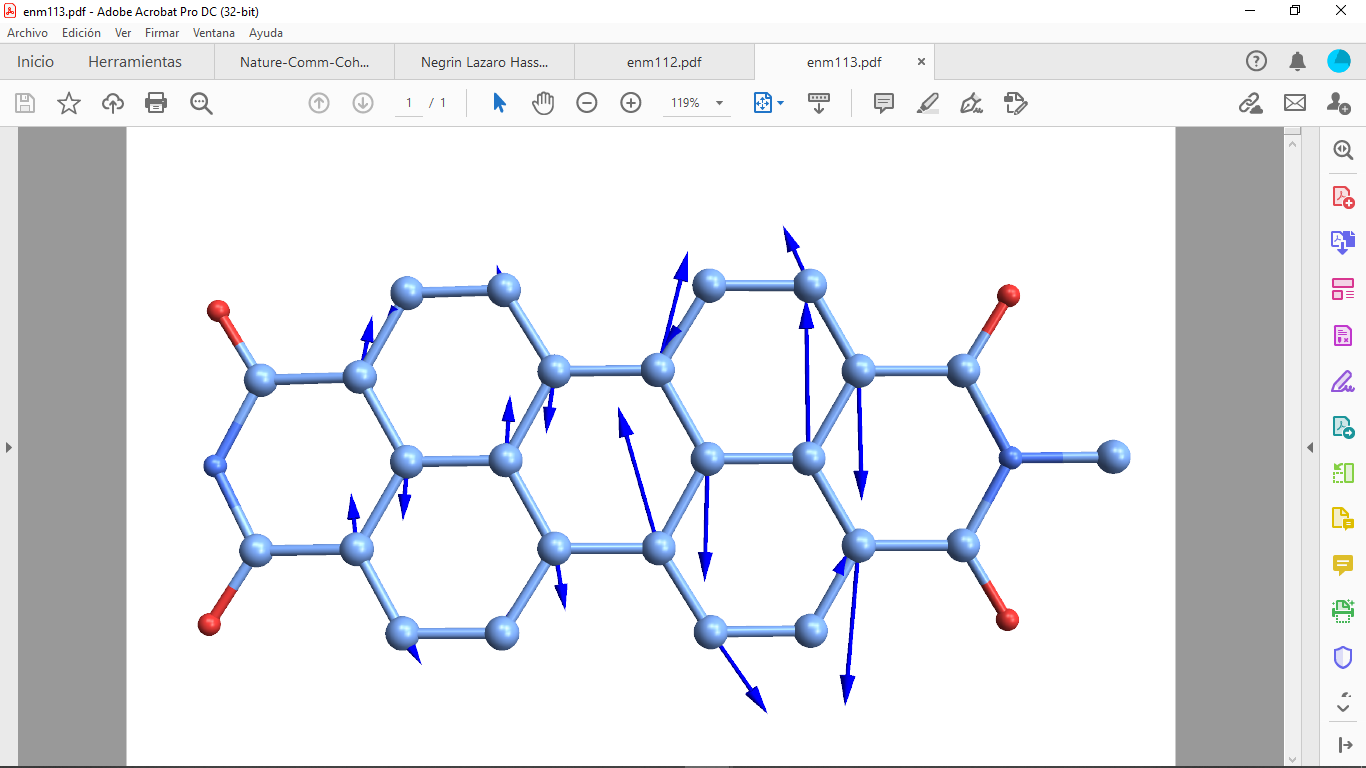 enm113.pdf - Adobe Acrobat Pro DC (32-bit)
Archivo Edición Ver Firmar Ventana Ayuda
Inicio Herramientas Nature-Comm-Coh... Negrin Lazaro Hass... enm112.pdf enm113.pdf
1 / 1 119%